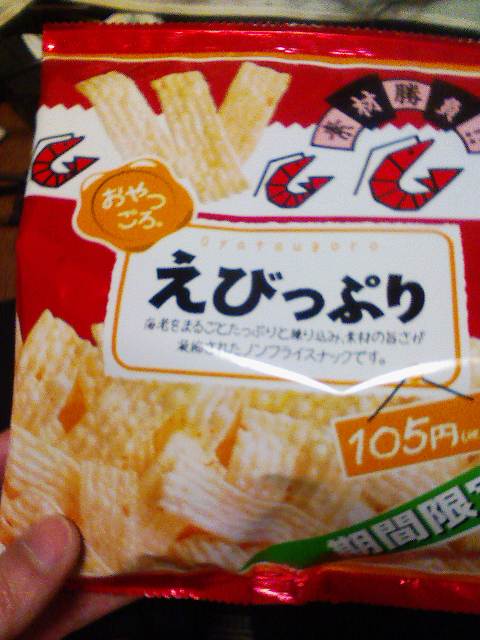 素材勝負
おやつ
ごろ。
Oyatsugoro
えびっぷり
海老をまるごとたっぷりと練り込み、素材の旨さが
凝縮されたノンフライスナックです。
105円
期間限定